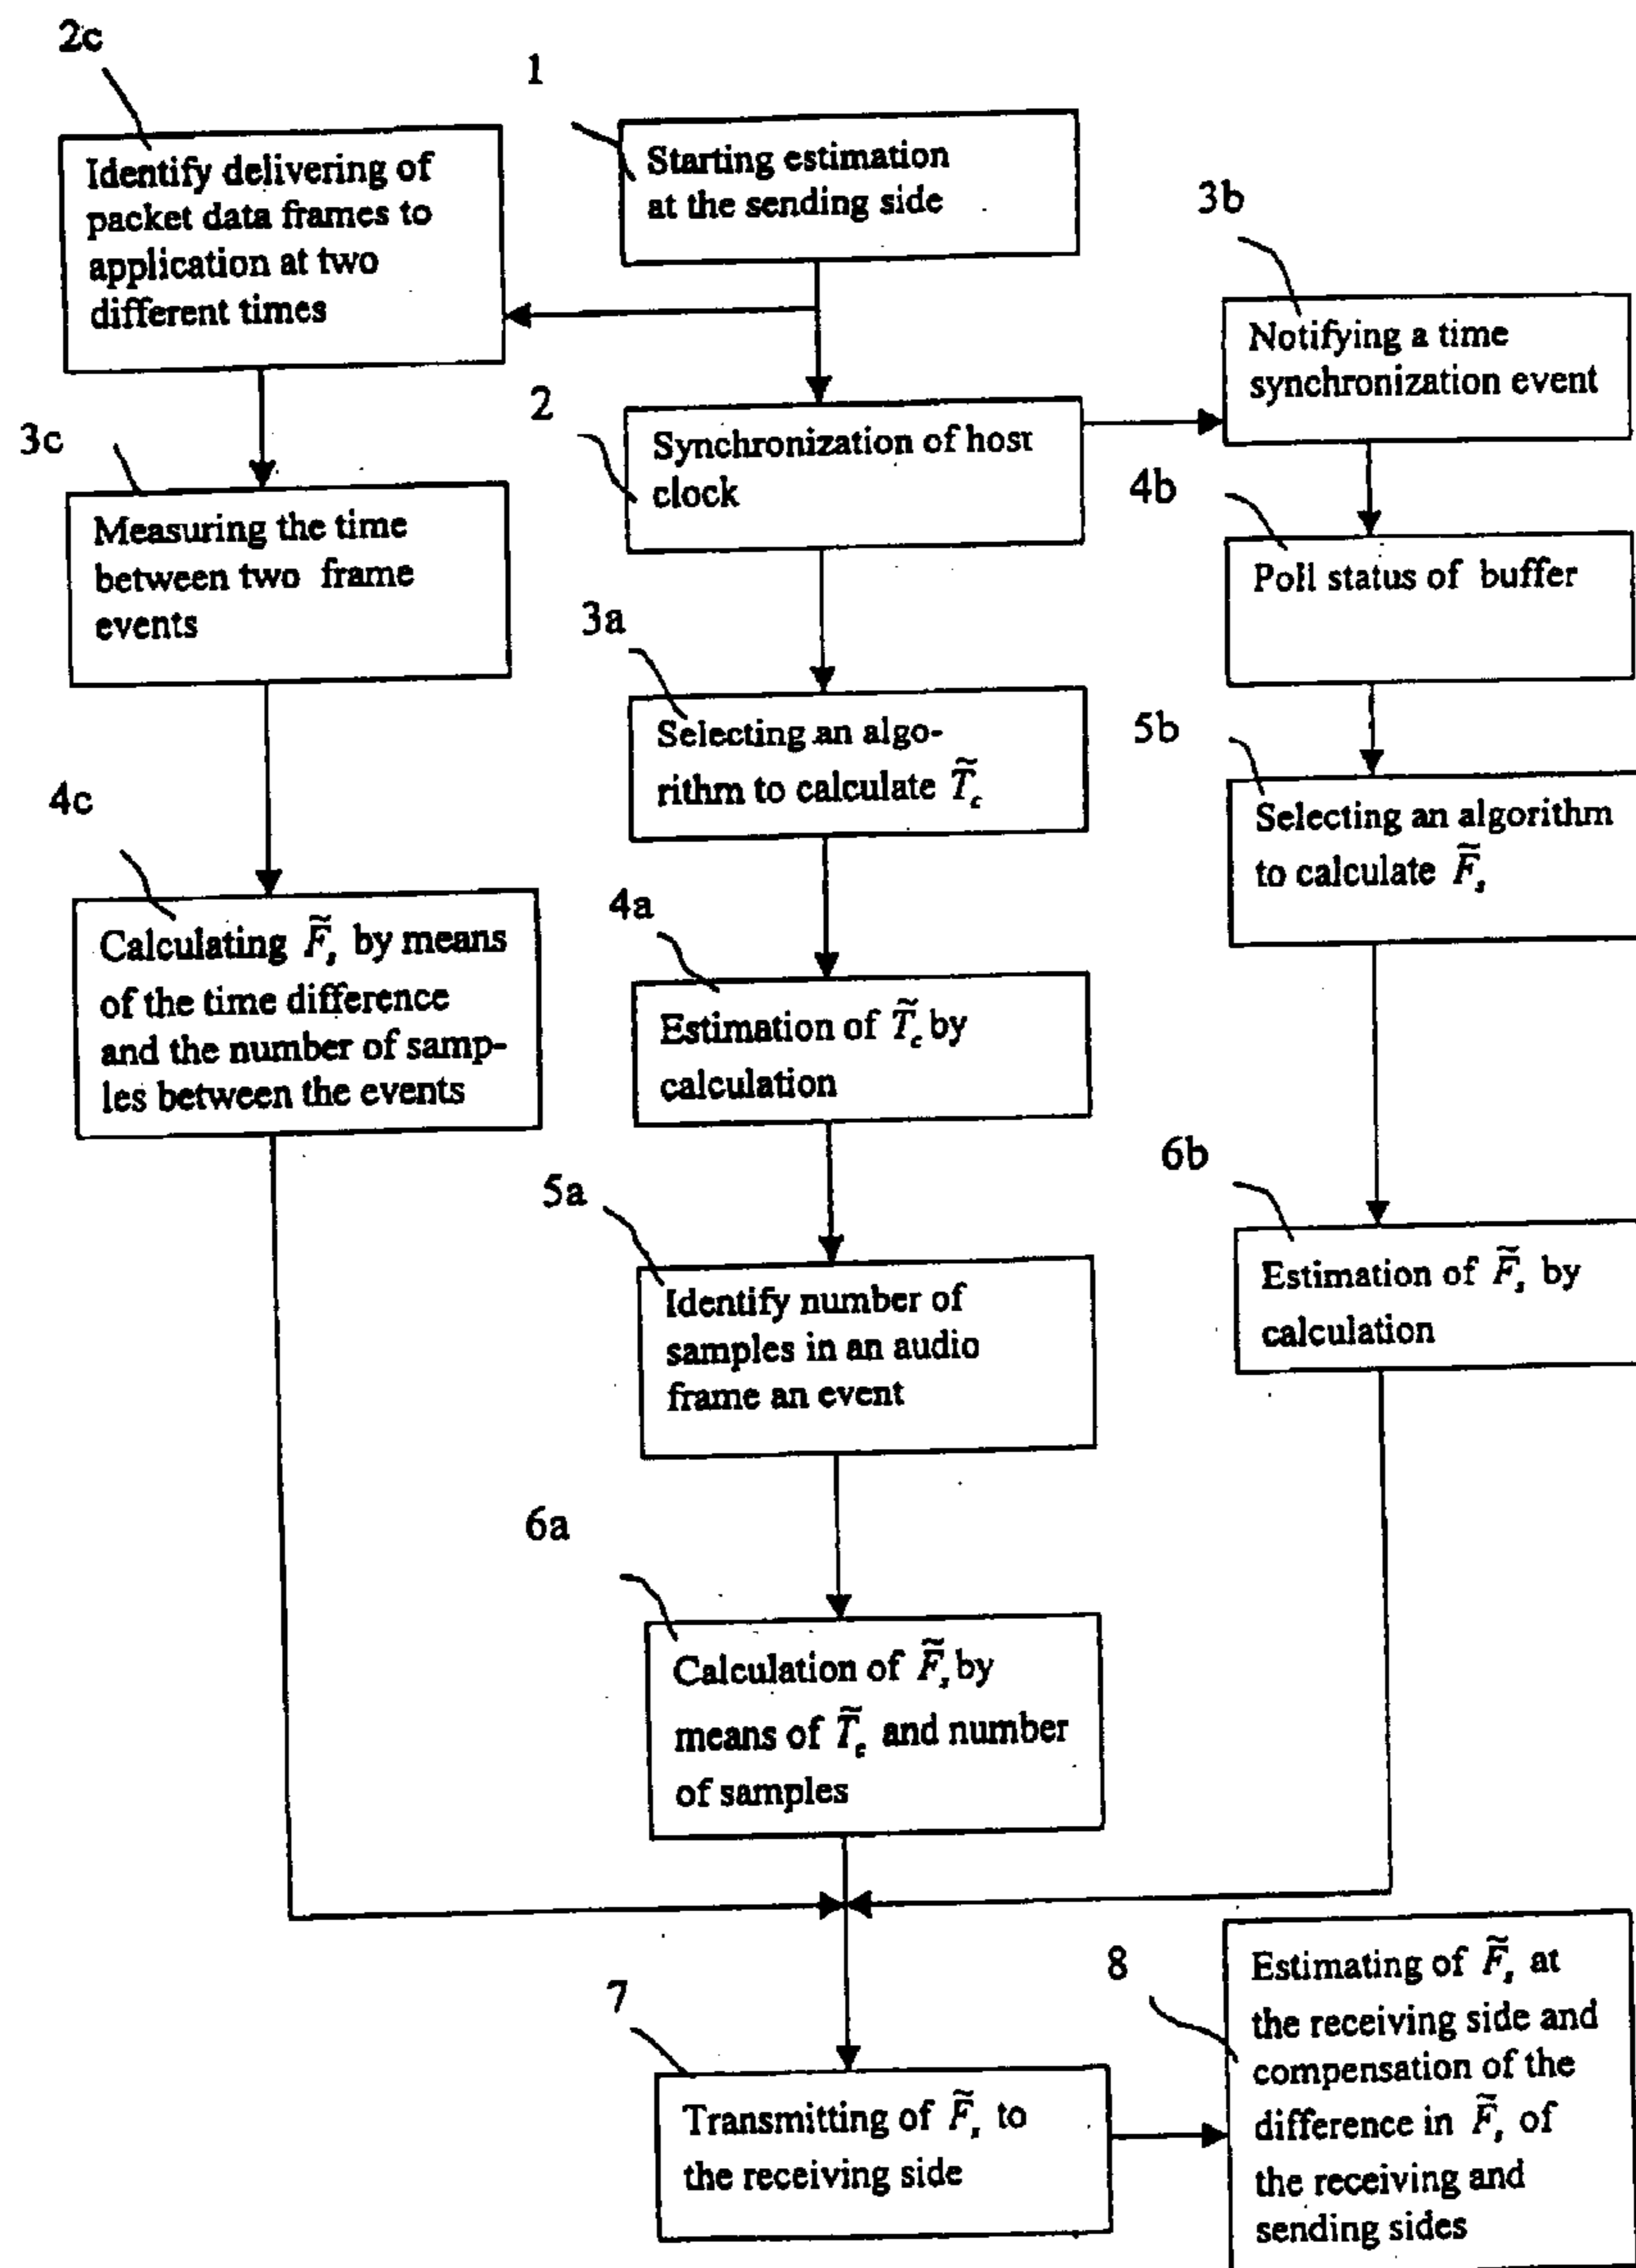 2c
Identify delivering of
packet data frames to
application at two
different times
1
Starting estimation
at the sending side
3b
Notifying a time
synchronization event
2
Synchronization of host
clock
3c
Measuring the time
between two frame
events
4b
Poll status of buffer
3a
Selecting an algo-
rithm to calculate T̃c
5b
Selecting an algorithm
to calculate F̃s
4c
Calculating F̃s by means
of the time difference
and the number of samp-
les between the events
4a
Estimation of T̃c by
calculation
6b
Estimation of F̃s by
calculation
5a
Identify number of
samples in an audio
frame an event
6a
Calculation of F̃s by
means of T̃c and number
of samples
7
Transmitting of F̃s to
the receiving side
8
Estimating of F̃s at
the receiving side and
compensation of the
difference in F̃s of
the receiving and
sending sides